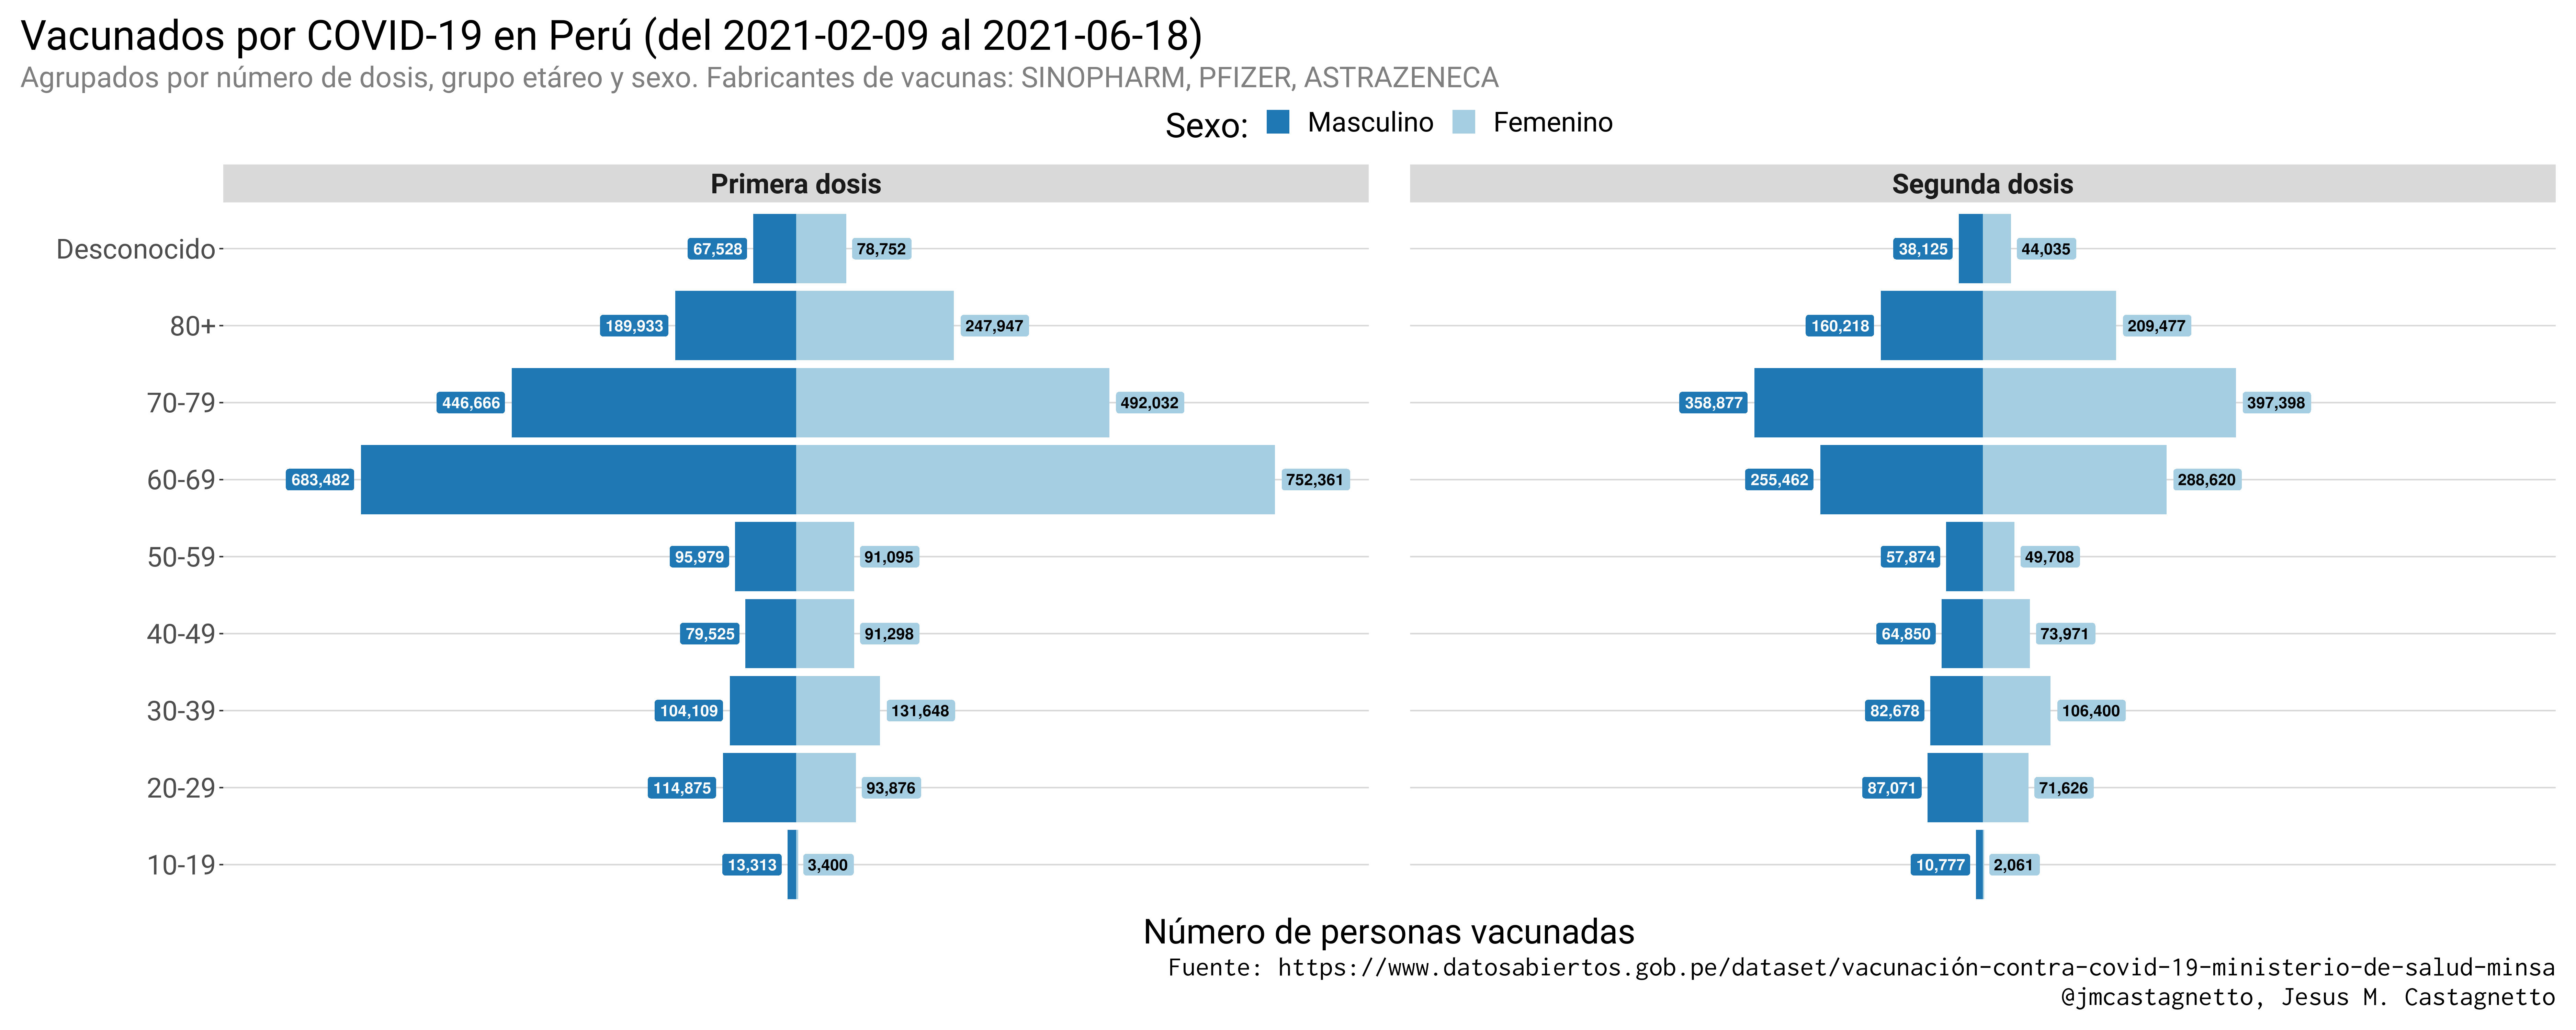 Vacunados por COVID-19 en Perú (del 2021-02-09 al 2021-06-18)
Agrupados por número de dosis, grupo etáreo y sexo. Fabricantes de vacunas: SINOPHARM, PFIZER, ASTRAZENECA
Sexo: Masculino Femenino
Primera dosis Segunda dosis
Desconocido 67,528 78,752 38,125 44,035
80+ 189,933 247,947 160,218 209,477
70-79 446,666 492,032 358,877 397,398
60-69 683,482 752,361 255,462 288,620
50-59 95,979 91,095 57,874 49,708
40-49 79,525 91,298 64,850 73,971
30-39 104,109 131,648 82,678 106,400
20-29 114,875 93,876 87,071 71,626
10-19 13,313 3,400 10,777 2,061
Número de personas vacunadas
Fuente: https://www.datosabiertos.gob.pe/dataset/vacunación-contra-covid-19-ministerio-de-salud-minsa
@jmcastagnetto, Jesus M. Castagnetto